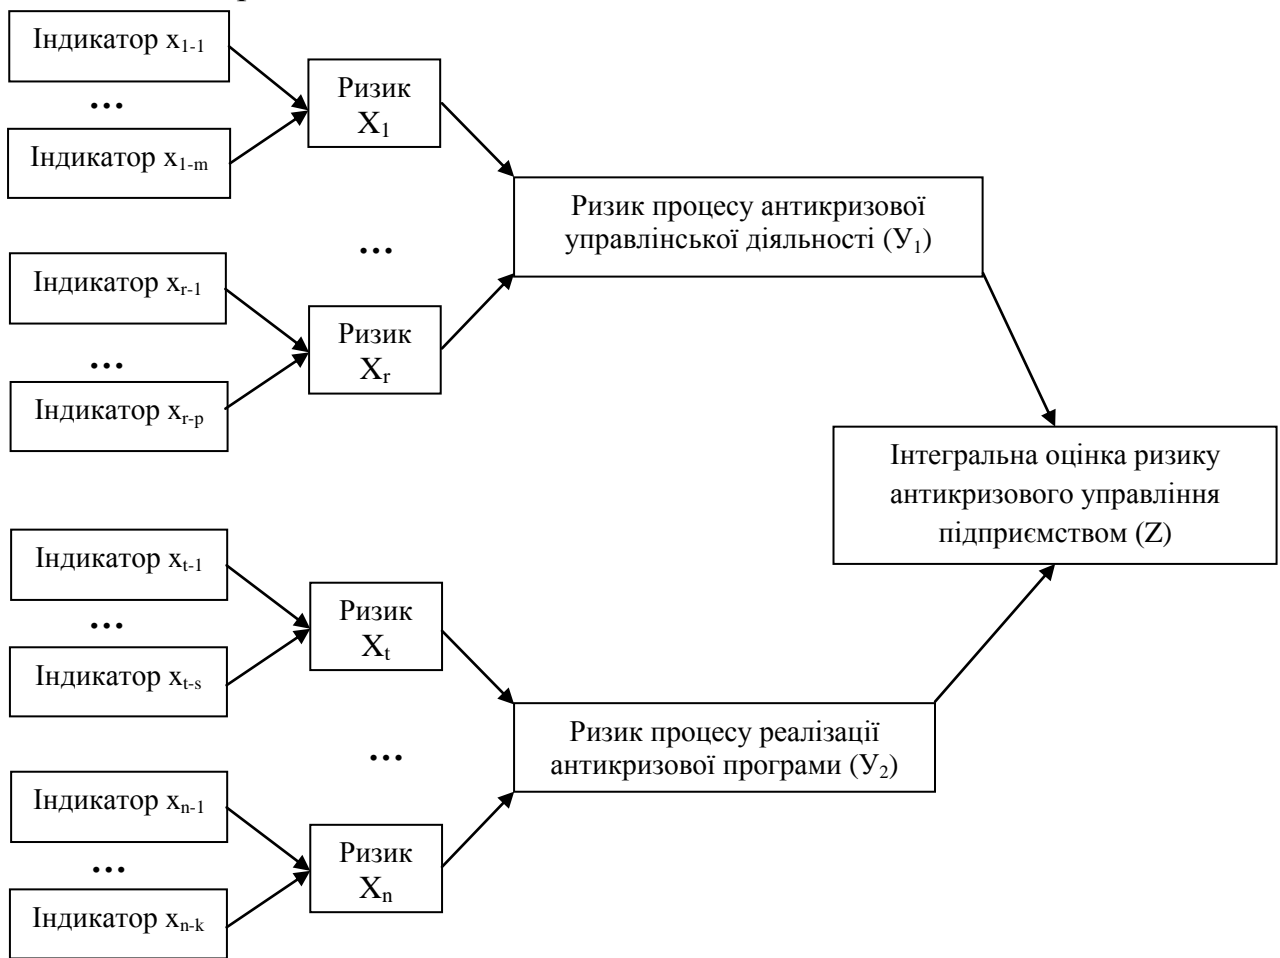 Індикатор x₁₋₁
...
Індикатор x₁₋ₘ
Ризик
X₁
...
Індикатор xᵣ₋₁
...
Індикатор xᵣ₋ₚ
Ризик
Xᵣ
Ризик процесу антикризової
управлінської діяльності (У₁)
Інтегральна оцінка ризику
антикризового управління
підприємством (Z)
Індикатор xₜ₋₁
...
Індикатор xₜ₋ₛ
Ризик
Xₜ
...
Індикатор xₙ₋₁
...
Індикатор xₙ₋ₖ
Ризик
Xₙ
Ризик процесу реалізації
антикризової програми (У₂)